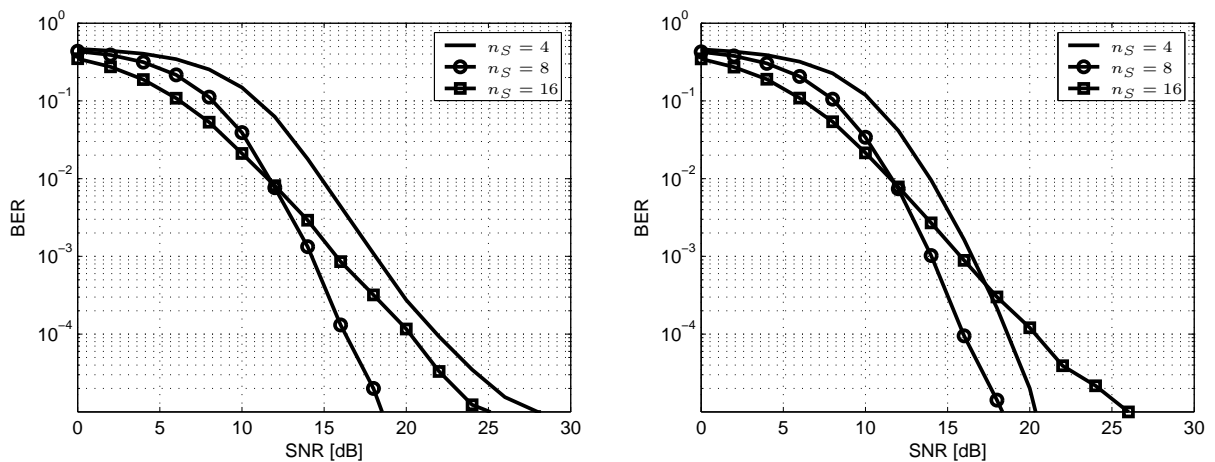 10^0
10^-1
10^-2
10^-3
10^-4
BER
0 5 10 15 20 25 30
SNR [dB]
n_S = 4
n_S = 8
n_S = 16
10^0
10^-1
10^-2
10^-3
10^-4
BER
0 5 10 15 20 25 30
SNR [dB]
n_S = 4
n_S = 8
n_S = 16